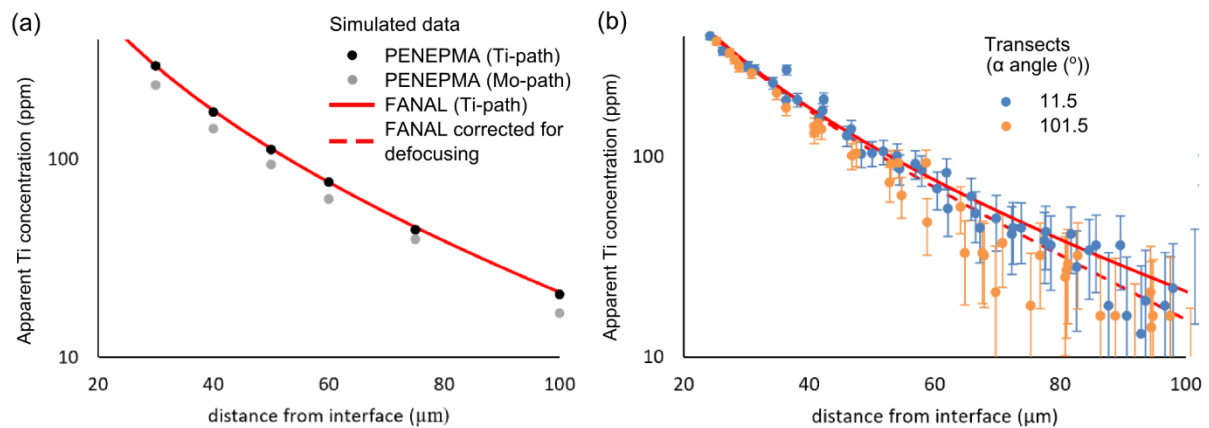 (a)
Simulated data
PENEPMA (Ti-path)
PENEPMA (Mo-path)
FANAL (Ti-path)
FANAL corrected for
defocusing
Apparent Ti concentration (ppm)
100
10
20 40 60 80 100
distance from interface (μm)
(b)
Transects
(α angle (º))
11.5
101.5
Apparent Ti concentration (ppm)
100
10
20 40 60 80 100
distance from interface (μm)